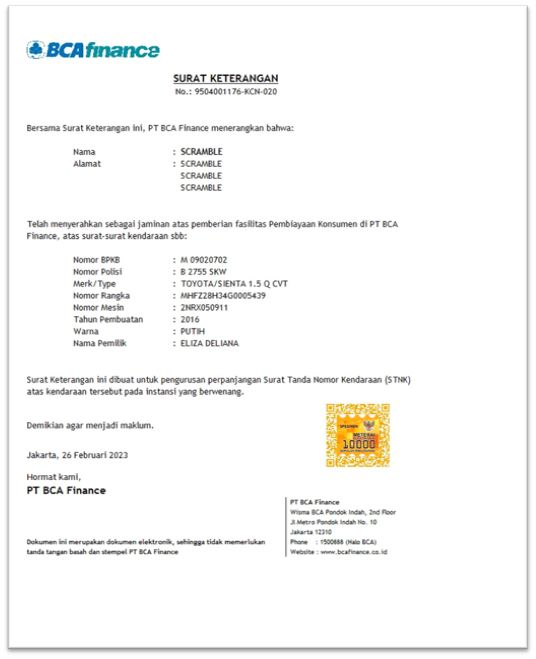 BCA finance
SURAT KETERANGAN
No.: 9504001176-KCN-020
Bersama Surat Keterangan ini, PT BCA Finance menerangkan bahwa:
Nama : SCRAMBLE
Alamat : SCRAMBLE
SCRAMBLE
SCRAMBLE
Telah menyerahkan sebagai jaminan atas pemberian fasilitas Pembiayaan Konsumen di PT BCA
Finance, atas surat-surat kendaraan sbb:
Nomor BPKB : M 09020702
Nomor Polisi : B 2755 SKW
Merk/Type : TOYOTA/SIENTA 1.5 Q CVT
Nomor Rangka : MHFZ28H34G0005439
Nomor Mesin : 2NRX050911
Tahun Pembuatan : 2016
Warna : PUTIH
Nama Pemilik : ELIZA DELIANA
Surat Keterangan ini dibuat untuk pengurusan perpanjangan Surat Tanda Nomor Kendaraan (STNK)
atas kendaraan tersebut pada instansi yang berwenang.
Demikian agar menjadi maklum.
SPECIMEN
METERAI
10000
Jakarta, 26 Februari 2023
Hormat kami,
PT BCA Finance
PT BCA Finance
Wisma BCA Pondok Indah, 2nd Floor
Jl Metro Pondok Indah No. 10
Jakarta 12310
Phone : 1500888 (Halo BCA)
Website : www.bcafinance.co.id
Dokumen ini merupakan dokumen elektronik, sehingga tidak memerlukan
tanda tangan basah dan stempel PT BCA Finance